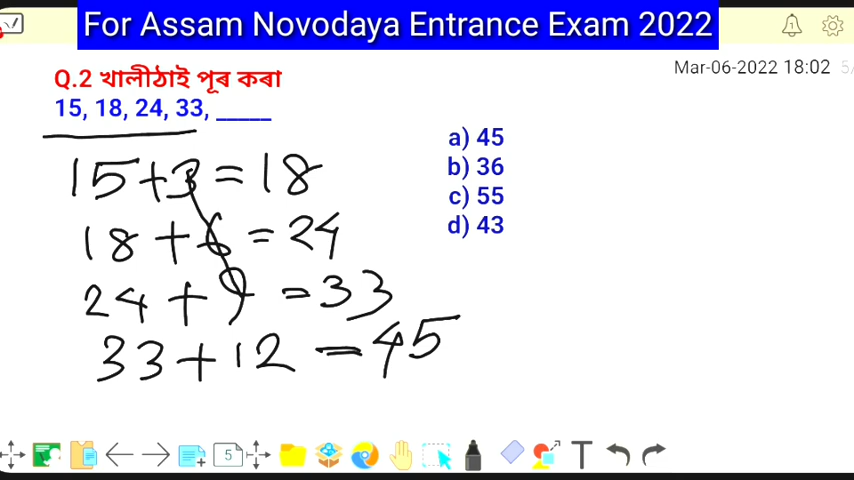 For Assam Novodaya Entrance Exam 2022
Mar-06-2022 18:02 5/
Q.2 খালীঠাই পূৰ কৰা
15, 18, 24, 33, _____
a) 45
b) 36
c) 55
d) 43
15+3=18
18+6=24
24+9=33
33+12=45
5
T